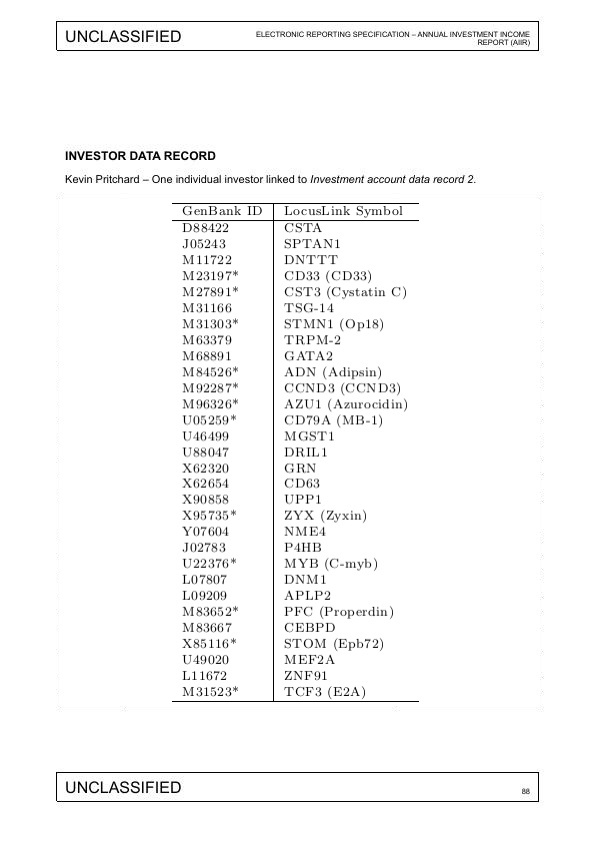 UNCLASSIFIED
ELECTRONIC REPORTING SPECIFICATION – ANNUAL INVESTMENT INCOME
REPORT (AIIR)
INVESTOR DATA RECORD
Kevin Pritchard – One individual investor linked to Investment account data record 2.
GenBank ID LocusLink Symbol
D88422 CSTA
J05243 SPTAN1
M11722 DNTTT
M23197* CD33 (CD33)
M27891* CST3 (Cystatin C)
M31166 TSG-14
M31303* STMN1 (Op18)
M63379 TRPM-2
M68891 GATA2
M84526* ADN (Adipsin)
M92287* CCND3 (CCND3)
M96326* AZU1 (Azurocidin)
U05259* CD79A (MB-1)
U46499 MGST1
U88047 DRIL1
X62320 GRN
X62654 CD63
X90858 UPP1
X95735* ZYX (Zyxin)
Y07604 NME4
J02783 P4HB
U22376* MYB (C-myb)
L07807 DNM1
L09209 APLP2
M83652* PFC (Properdin)
M83667 CEBPD
X85116* STOM (Epb72)
U49020 MEF2A
L11672 ZNF91
M31523* TCF3 (E2A)
UNCLASSIFIED
88